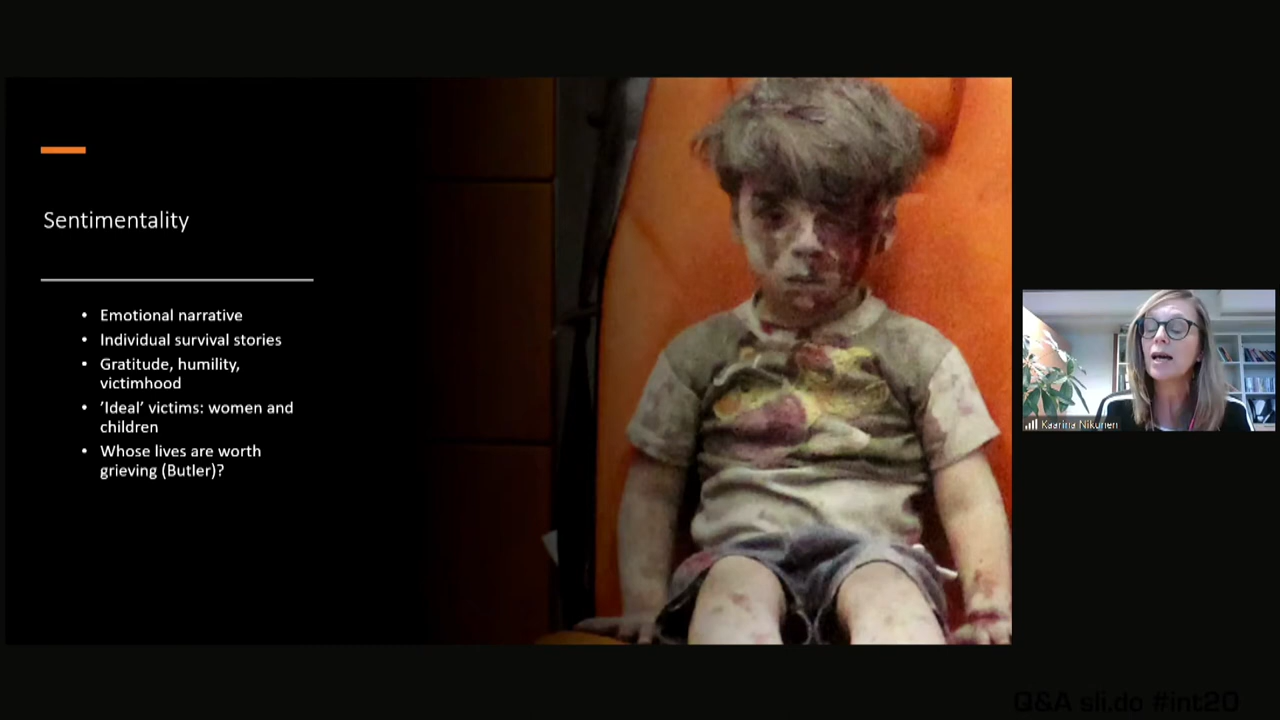 Sentimentality
• Emotional narrative
• Individual survival stories
• Gratitude, humility,
victimhood
• ’Ideal’ victims: women and
children
• Whose lives are worth
grieving (Butler)?
Kaarina Nikunen
Q&A sli.do #int20